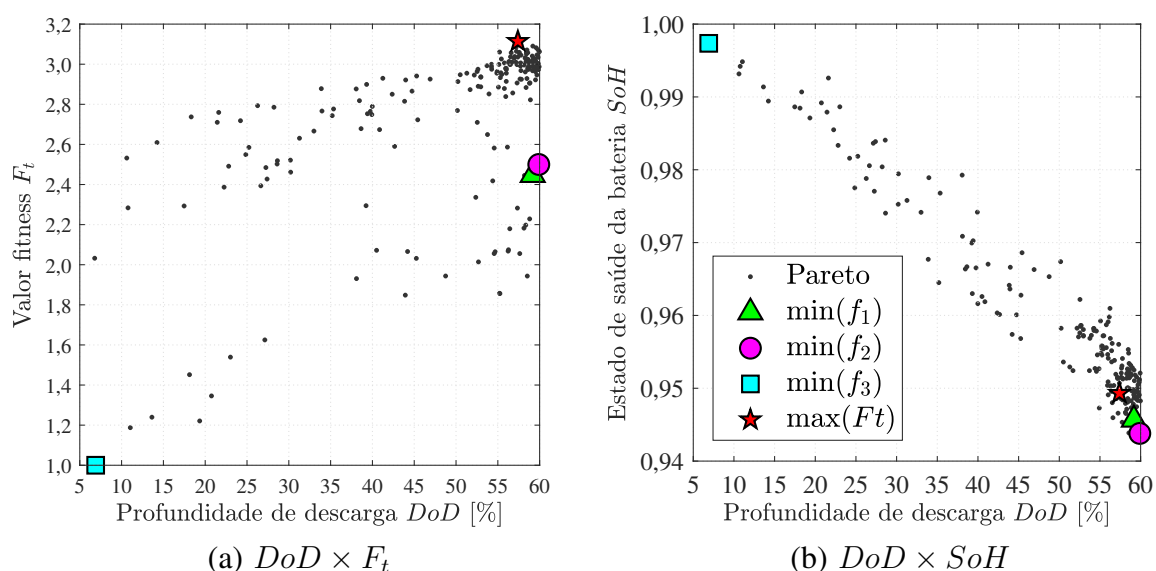 3,2
3,0
2,8
2,6
2,4
2,2
2,0
1,8
1,6
1,4
1,2
1,0
Valor fitness F_t
5 10 15 20 25 30 35 40 45 50 55 60
Profundidade de descarga DoD [%]
(a) DoD × F_t
1,00
0,99
0,98
0,97
0,96
0,95
0,94
Estado de saúde da bateria SoH
Pareto
min(f_1)
min(f_2)
min(f_3)
max(Ft)
5 10 15 20 25 30 35 40 45 50 55 60
Profundidade de descarga DoD [%]
(b) DoD × SoH